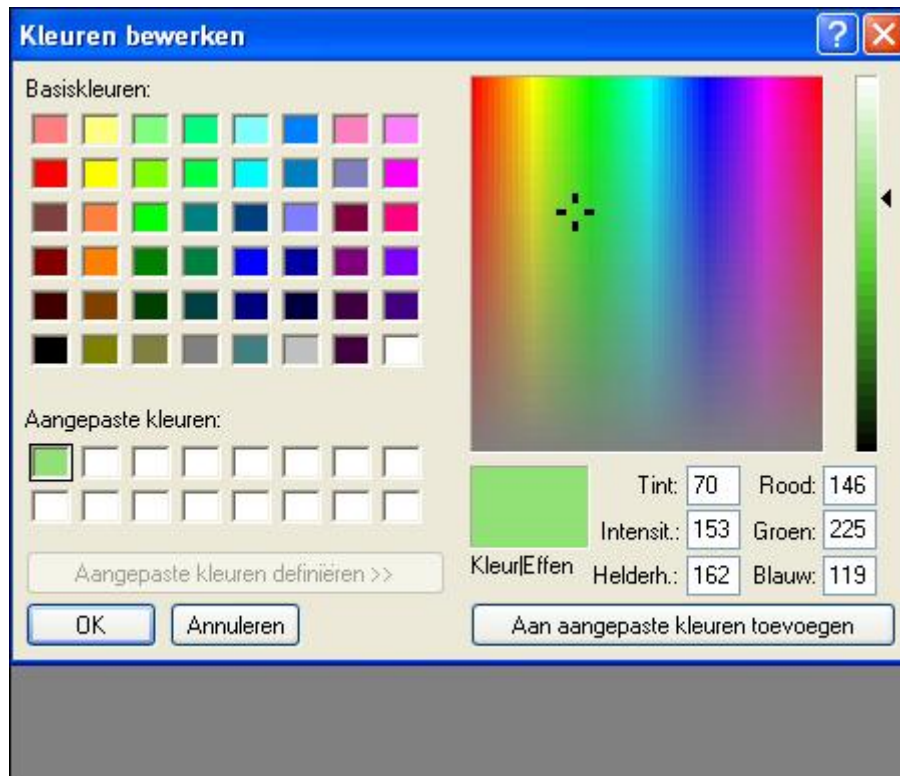 Kleuren bewerken
?
Basiskleuren:
Aangepaste kleuren:
Aangepaste kleuren definiëren >>
OK
Annuleren
Kleur|Effen
Tint: 70
Rood: 146
Intensit.: 153
Groen: 225
Helderh.: 162
Blauw: 119
Aan aangepaste kleuren toevoegen